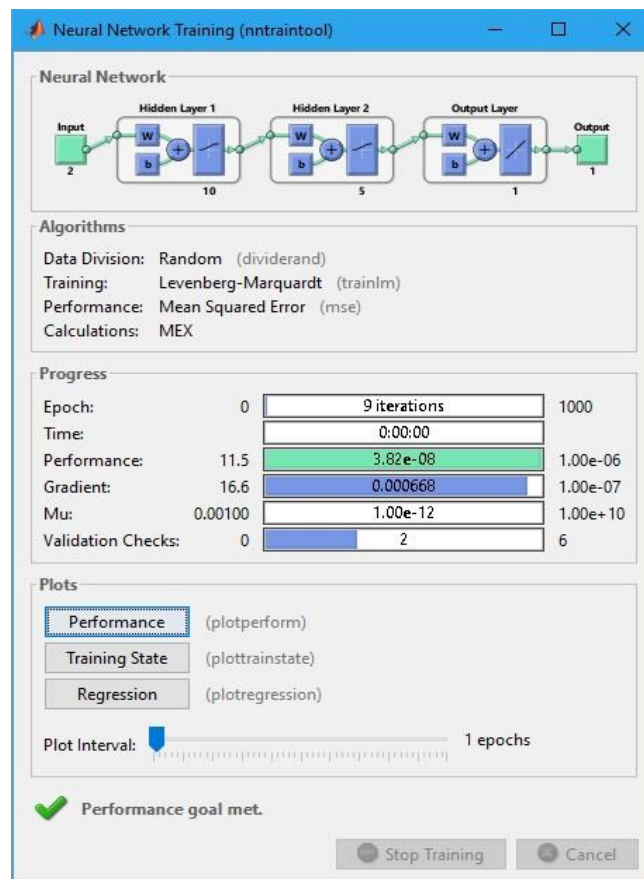 Neural Network Training (nntraintool)
Neural Network
Hidden Layer 1 Hidden Layer 2 Output Layer
Input Output
W W W
+ + +
b b b
2 10 5 1 1
Algorithms
Data Division: Random (dividerand)
Training: Levenberg-Marquardt (trainlm)
Performance: Mean Squared Error (mse)
Calculations: MEX
Progress
Epoch: 0 9 iterations 1000
Time: 0:00:00
Performance: 11.5 3.82e-08 1.00e-06
Gradient: 16.6 0.000668 1.00e-07
Mu: 0.00100 1.00e-12 1.00e+10
Validation Checks: 0 2 6
Plots
Performance (plotperform)
Training State (plottrainstate)
Regression (plotregression)
Plot Interval: 1 epochs
Performance goal met.
Stop Training Cancel